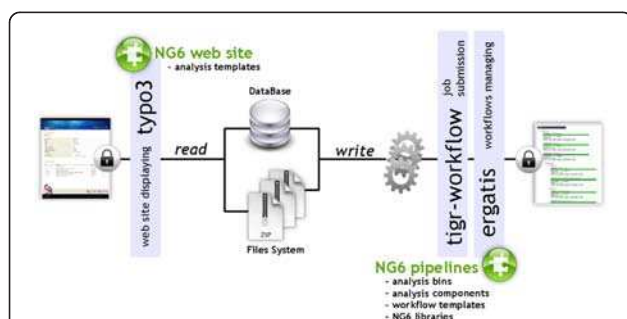 NG6 web site
- analysis templates
web site displaying
typo3
read
DataBase
ZIP
Files System
write
tigr-workflow
job
submission
ergatis
workflows managing
NG6 pipelines
- analysis bins
- analysis components
- workflow templates
- NG6 libraries